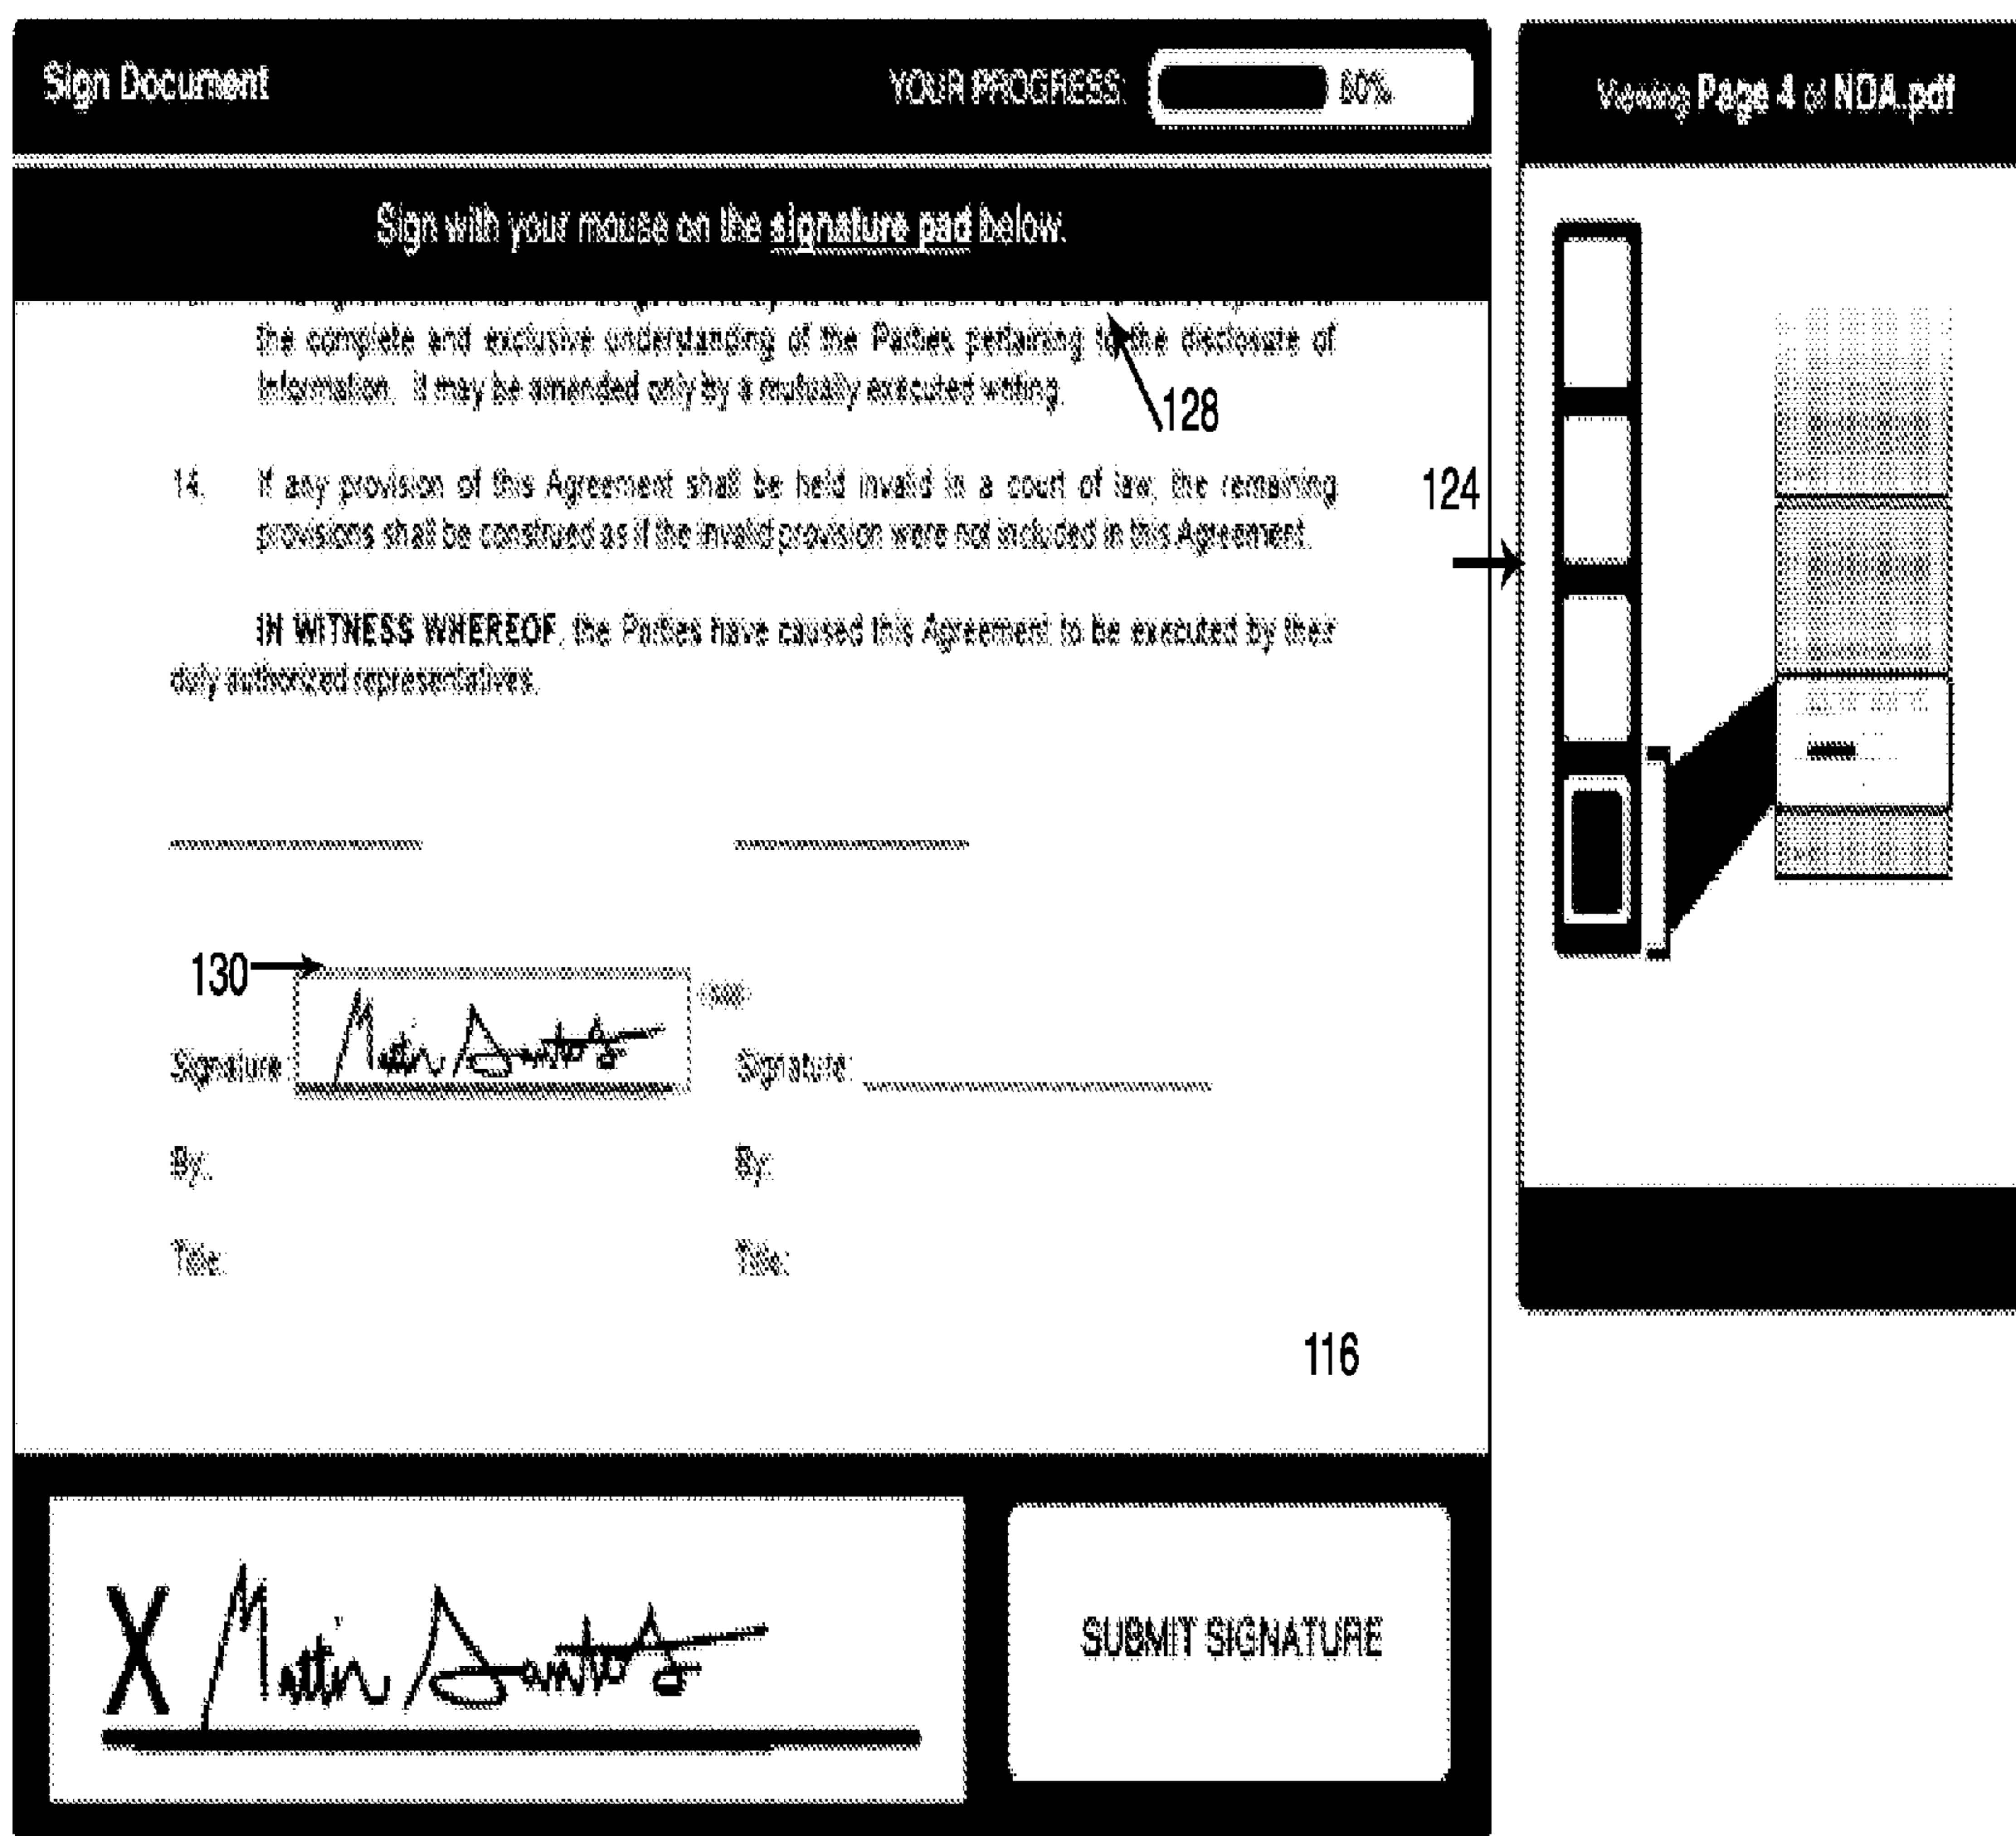 Sign Document
YOUR PROGRESS:
Sign with your mouse on the signature pad below.
the complete and exclusive understanding of the Parties pertaining to the disclosure of
information. It may be amended only by a mutually executed writing.
128
14. If any provision of this Agreement shall be held invalid in a court of law, the remaining
provisions shall be construed as if the invalid provision were not included in this Agreement.
IN WITNESS WHEREOF, the Parties have caused this Agreement to be executed by their
duly authorized representatives.
130
Signature:
Signature:
By:
By:
Title:
Title:
116
X
SUBMIT SIGNATURE
124
Viewing Page 4 of NDA.pdf